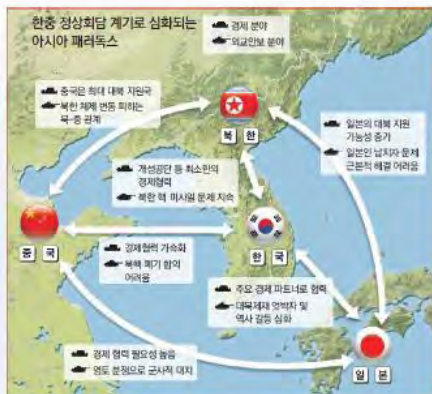 한중 정상회담 계기로 심화되는
아시아 패러독스
경제 분야
외교안보 분야
중국은 최대 대북 지원국
북한 체제 변동 피하는
북-중 관계
북 한
일본의 대북 지원
가능성 증가
일본인 납치자 문제
근본적 해결 어려움
개성공단 등 최소한의
경제협력
북한 핵 미사일 문제 지속
중 국
한 국
경제협력 가속화
북핵 폐기 합의
어려움
주요 경제 파트너로 협력
대북제재 엇박자 및
역사 갈등 심화
경제 협력 필요성 높음
영토 분쟁으로 군사적 대치
일 본